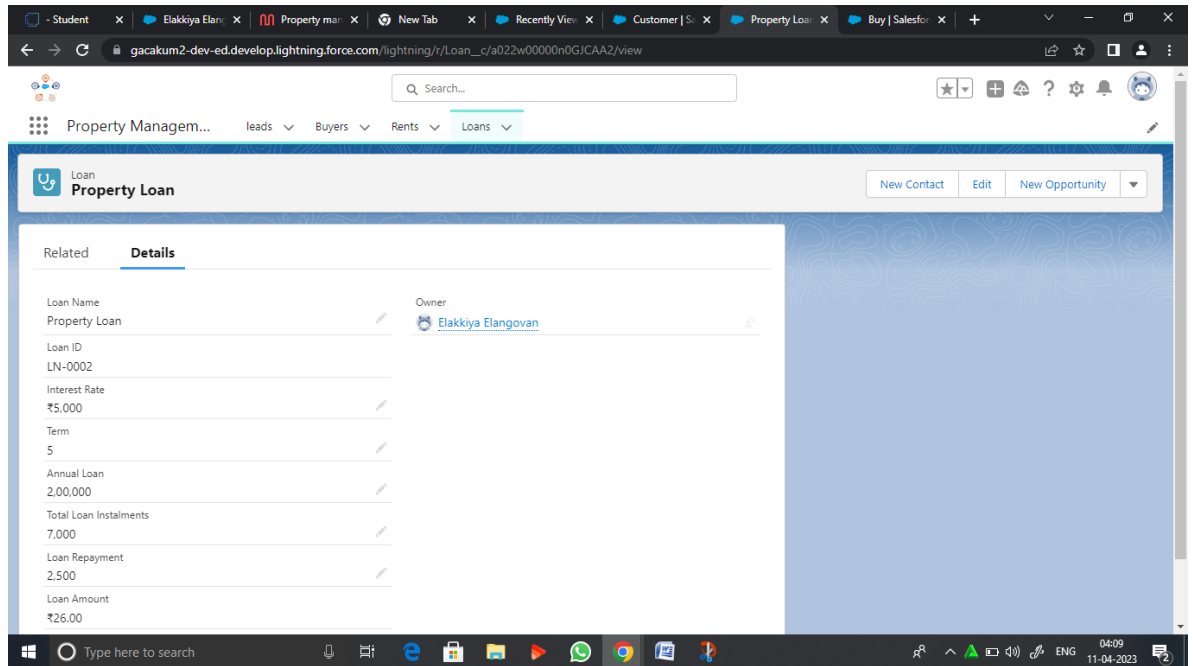 - Student
Elakkiya Elang
Property man
New Tab
Recently View
Customer | Sa
Property Loan
Buy | Salesfor
gacakum2-dev-ed.develop.lightning.force.com/lightning/r/Loan__c/a022w00000n0GJCAA2/view
Search...
Property Managem... leads Buyers Rents Loans
Loan
Property Loan
New Contact Edit New Opportunity
Related Details
Loan Name
Property Loan
Owner
Elakkiya Elangovan
Loan ID
LN-0002
Interest Rate
₹5,000
Term
5
Annual Loan
2,00,000
Total Loan Instalments
7,000
Loan Repayment
2,500
Loan Amount
₹26.00
Type here to search
ENG
04:09
11-04-2023
2